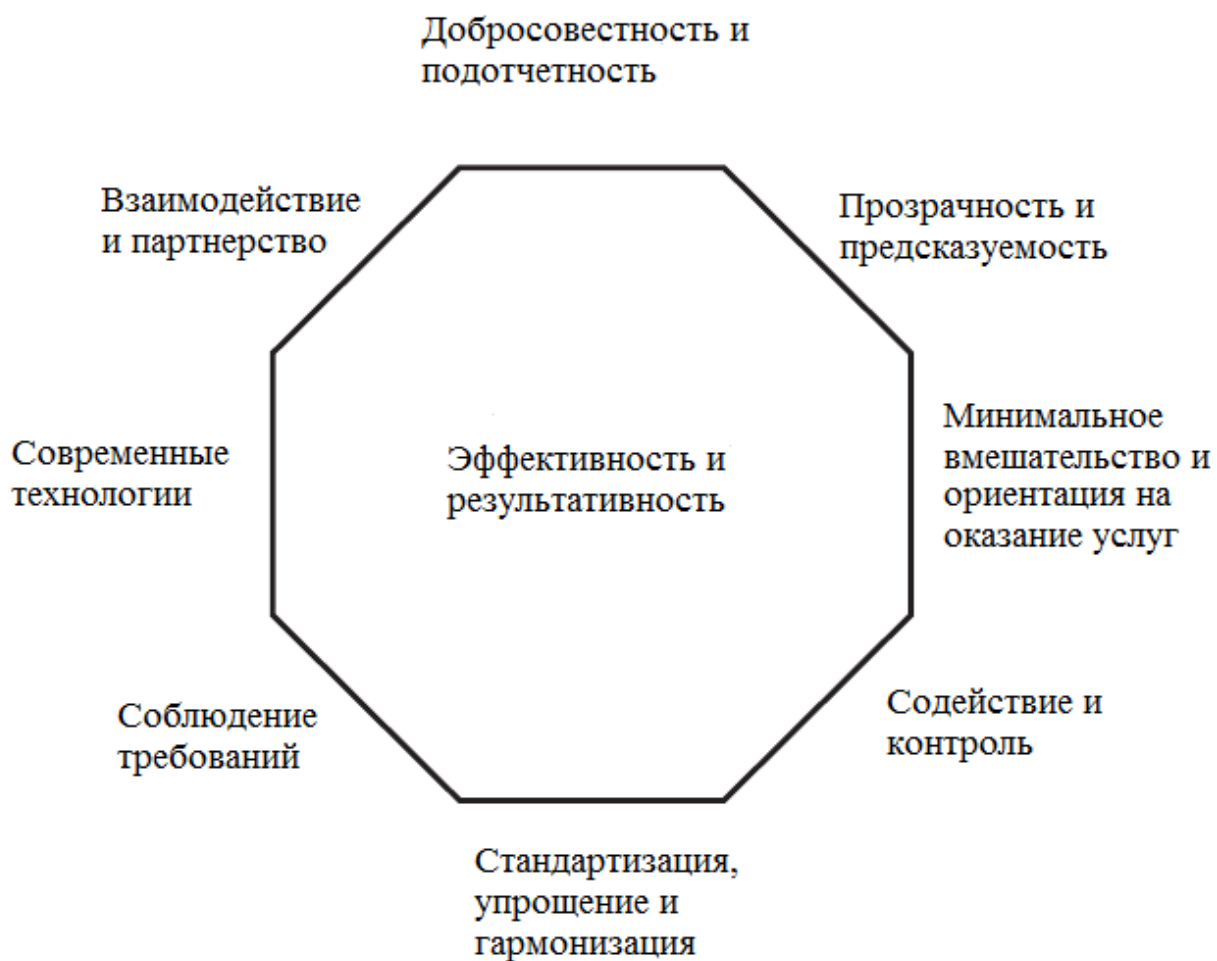 Добросовестность и
подотчетность
Взаимодействие
и партнерство
Прозрачность и
предсказуемость
Современные
технологии
Эффективность и
результативность
Минимальное
вмешательство и
ориентация на
оказание услуг
Соблюдение
требований
Содействие и
контроль
Стандартизация,
упрощение и
гармонизация